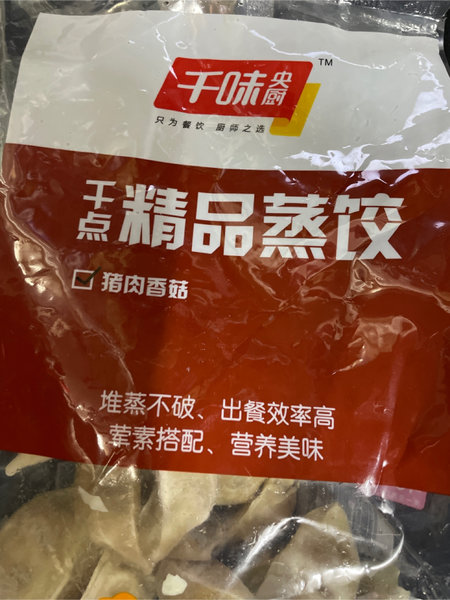 千味央厨
TM
只为餐饮 厨师之选
千点 精品蒸饺
猪肉香菇
堆蒸不破、出餐效率高
荤素搭配、营养美味